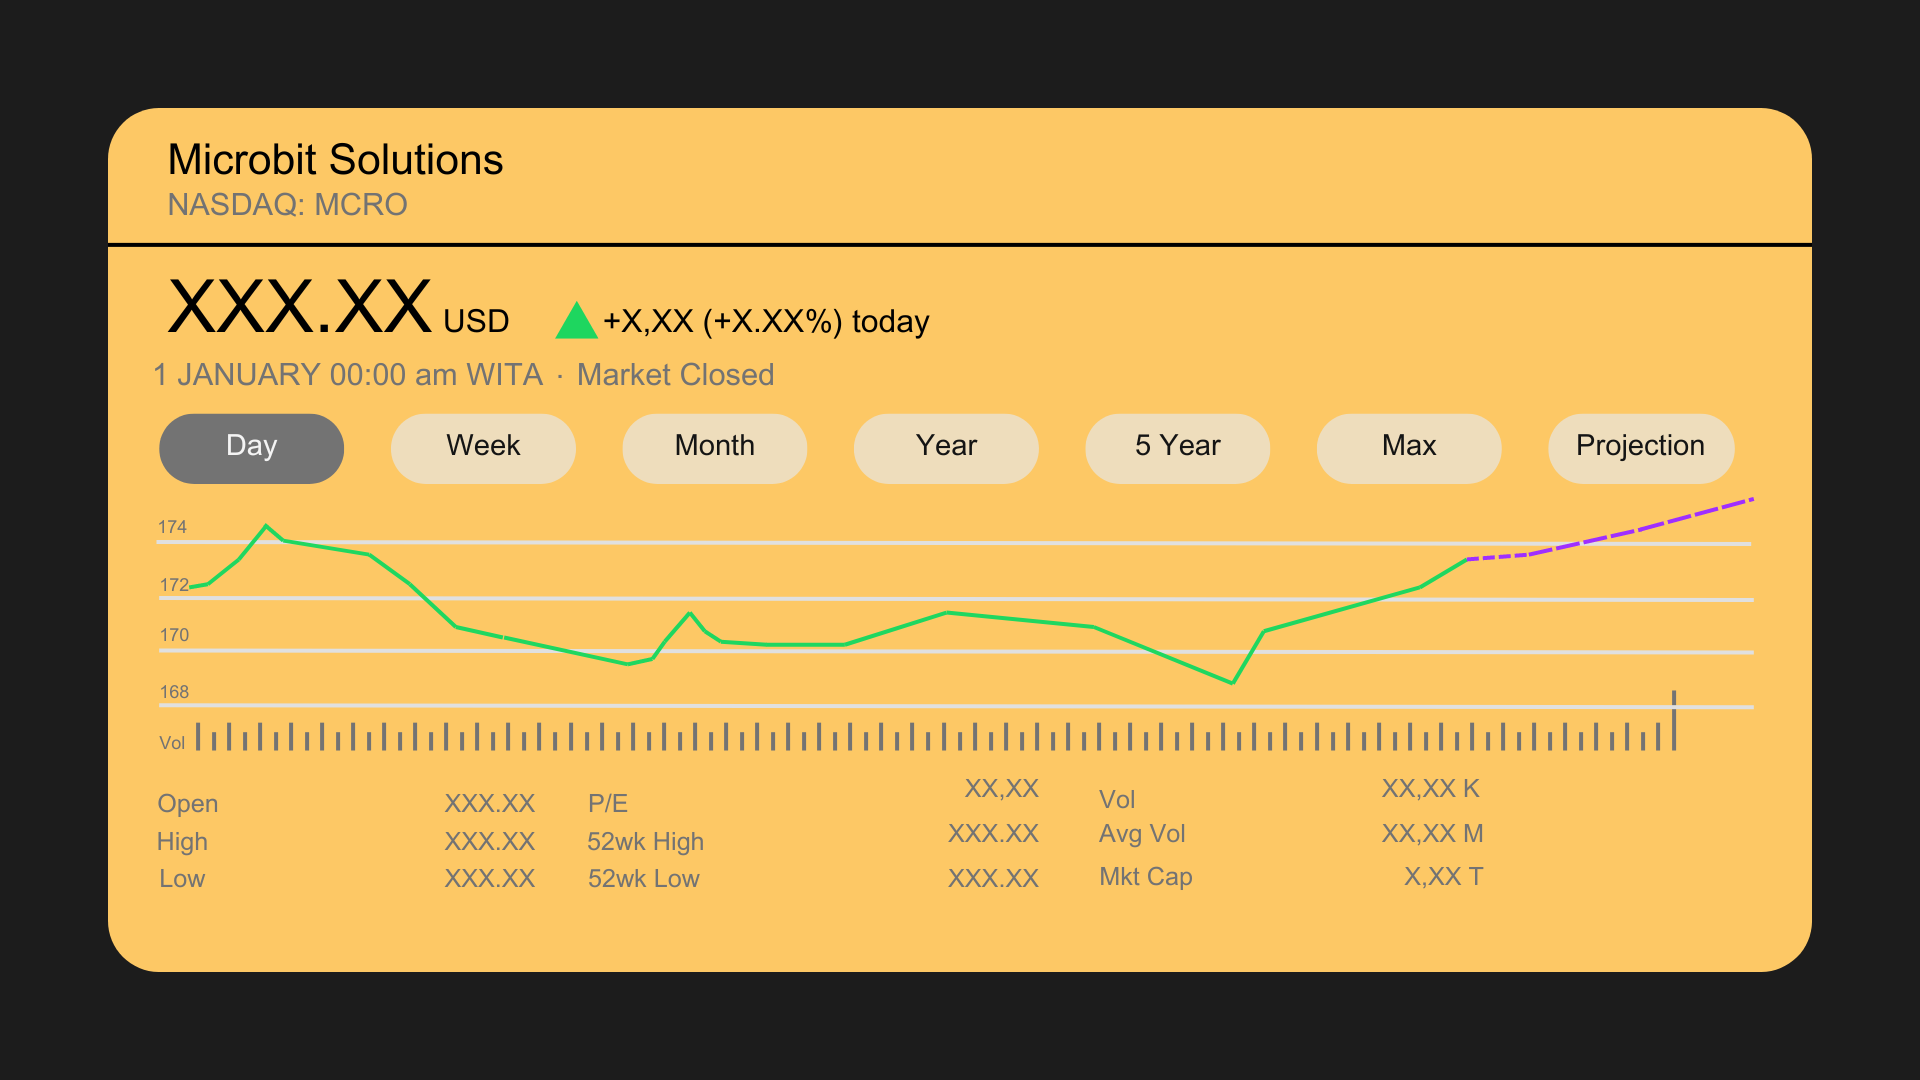 Microbit Solutions
NASDAQ: MCRO
XXX.XX USD +X,XX (+X.XX%) today
1 JANUARY 00:00 am WITA · Market Closed
Day Week Month Year 5 Year Max Projection
174
172
170
168
Vol
Open XXX.XX P/E XX,XX Vol XX,XX K
High XXX.XX 52wk High XXX.XX Avg Vol XX,XX M
Low XXX.XX 52wk Low XXX.XX Mkt Cap X,XX T